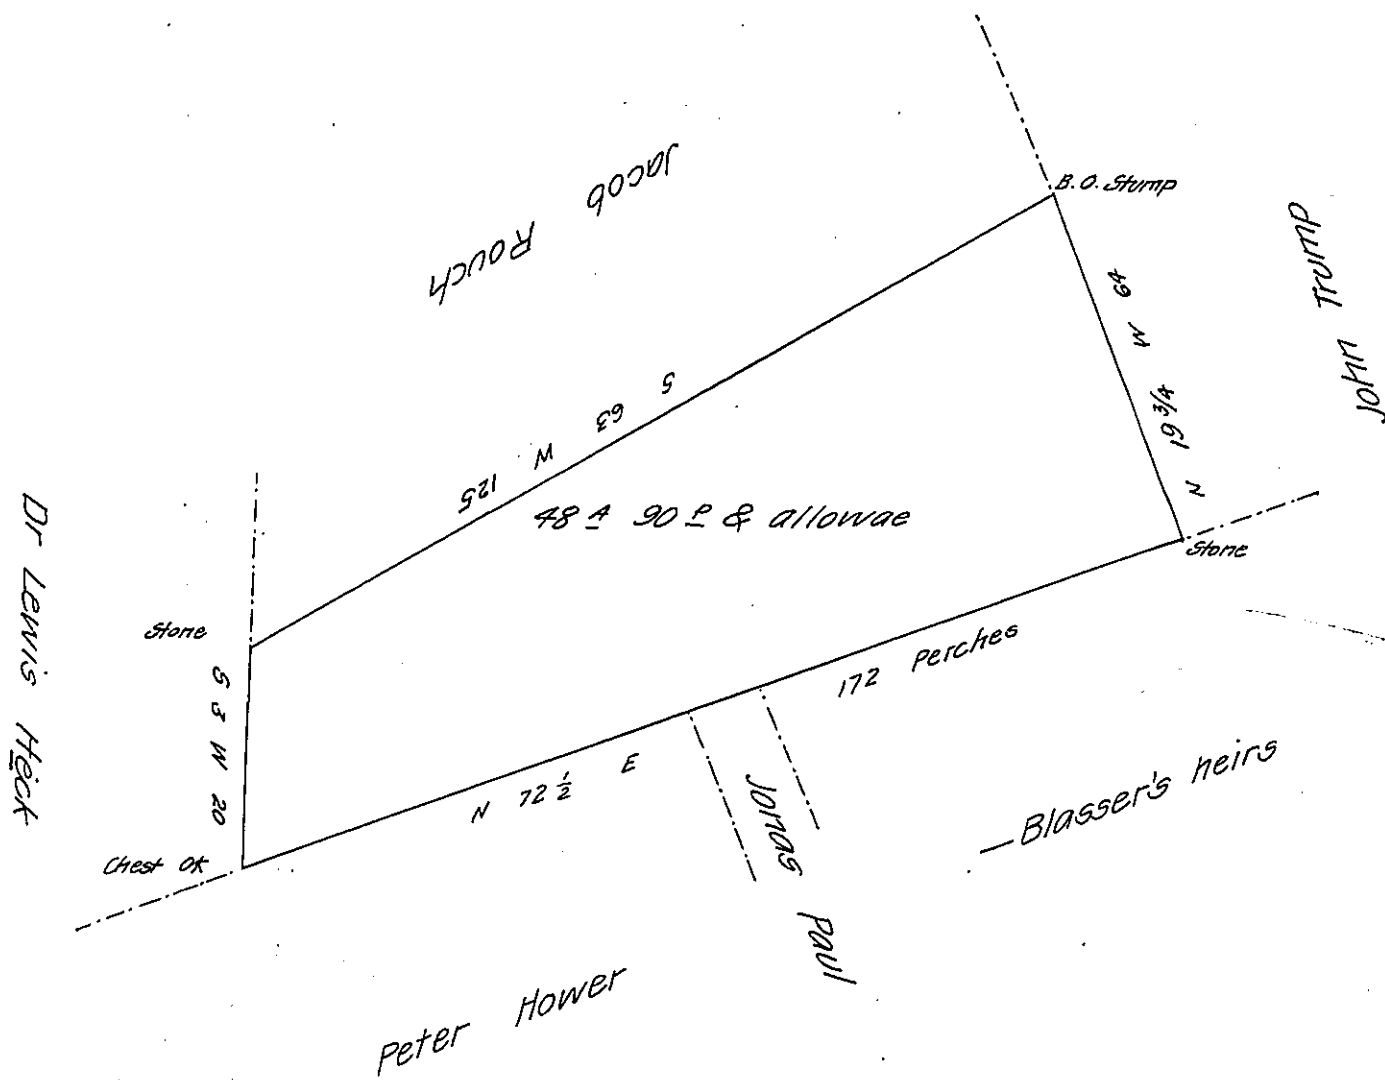 Jacob Rouch
B.O. Stump
John Trump
N 19 3/4 W 64
S 63 W 125
48 A 90 P & allowae
Stone
Dr Lewis Heck
Stone
S 3 W 20
172 Perches
N 72 1/2 E
Jonas Paul
Blasser's heirs
Chest OK
Peter Hower